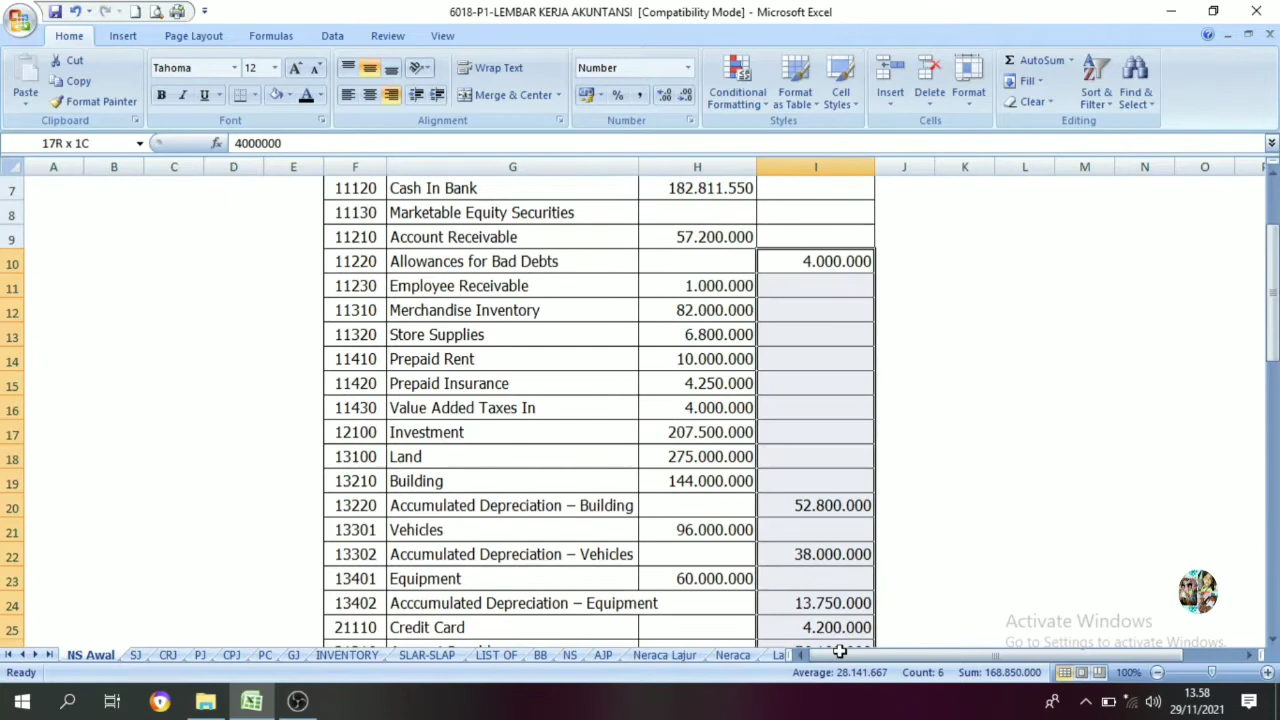 6018-P1-LEMBAR KERJA AKUNTANSI [Compatibility Mode] - Microsoft Excel
Home Insert Page Layout Formulas Data Review View
Paste
Cut
Copy
Format Painter
Clipboard
Tahoma 12
B I U A
Font
Wrap Text
Merge & Center
Alignment
Number
% ,
Number
Conditional Formatting
Format as Table
Cell Styles
Styles
Insert Delete Format
Cells
Σ AutoSum
Fill
Clear
Sort & Filter
Find & Select
Editing
17R x 1C fx 4000000
A B C D E F G H I J K L M N O
7 11120 Cash In Bank 182.811.550
8 11130 Marketable Equity Securities
9 11210 Account Receivable 57.200.000
10 11220 Allowances for Bad Debts 4.000.000
11 11230 Employee Receivable 1.000.000
12 11310 Merchandise Inventory 82.000.000
13 11320 Store Supplies 6.800.000
14 11410 Prepaid Rent 10.000.000
15 11420 Prepaid Insurance 4.250.000
16 11430 Value Added Taxes In 4.000.000
17 12100 Investment 207.500.000
18 13100 Land 275.000.000
19 13210 Building 144.000.000
20 13220 Accumulated Depreciation – Building 52.800.000
21 13301 Vehicles 96.000.000
22 13302 Accumulated Depreciation – Vehicles 38.000.000
23 13401 Equipment 60.000.000
24 13402 Acccumulated Depreciation – Equipment 13.750.000
25 21110 Credit Card 4.200.000
Activate Windows
Go to Settings to activate Windows.
NS Awal SJ CRJ PJ CPJ PC GJ INVENTORY SLAR-SLAP LIST OF BB NS AJP Neraca Lajur Neraca La
Ready Average: 28.141.667 Count: 6 Sum: 168.850.000 100%
13.58
29/11/2021